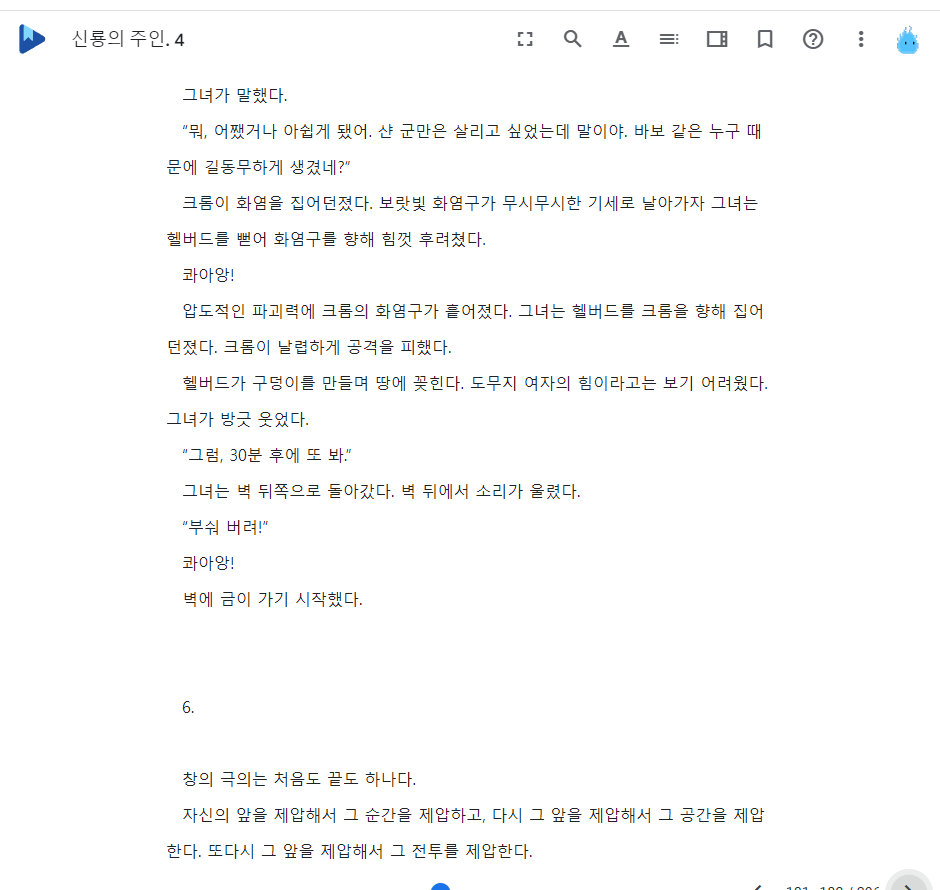 신룡의 주인. 4
그녀가 말했다.
“뭐, 어쨌거나 아쉽게 됐어. 샨 군만은 살리고 싶었는데 말이야. 바보 같은 누구 때
문에 길동무하게 생겼네?”
크롬이 화염을 집어던졌다. 보랏빛 화염구가 무시무시한 기세로 날아가자 그녀는
헬버드를 뻗어 화염구를 향해 힘껏 후려쳤다.
콰아앙!
압도적인 파괴력에 크롬의 화염구가 흩어졌다. 그녀는 헬버드를 크롬을 향해 집어
던졌다. 크롬이 날렵하게 공격을 피했다.
헬버드가 구덩이를 만들며 땅에 꽂힌다. 도무지 여자의 힘이라고는 보기 어려웠다.
그녀가 방긋 웃었다.
“그럼, 30분 후에 또 봐.”
그녀는 벽 뒤쪽으로 돌아갔다. 벽 뒤에서 소리가 울렸다.
“부숴 버려!”
콰아앙!
벽에 금이 가기 시작했다.
6.
창의 극의는 처음도 끝도 하나다.
자신의 앞을 제압해서 그 순간을 제압하고, 다시 그 앞을 제압해서 그 공간을 제압
한다. 또다시 그 앞을 제압해서 그 전투를 제압한다.